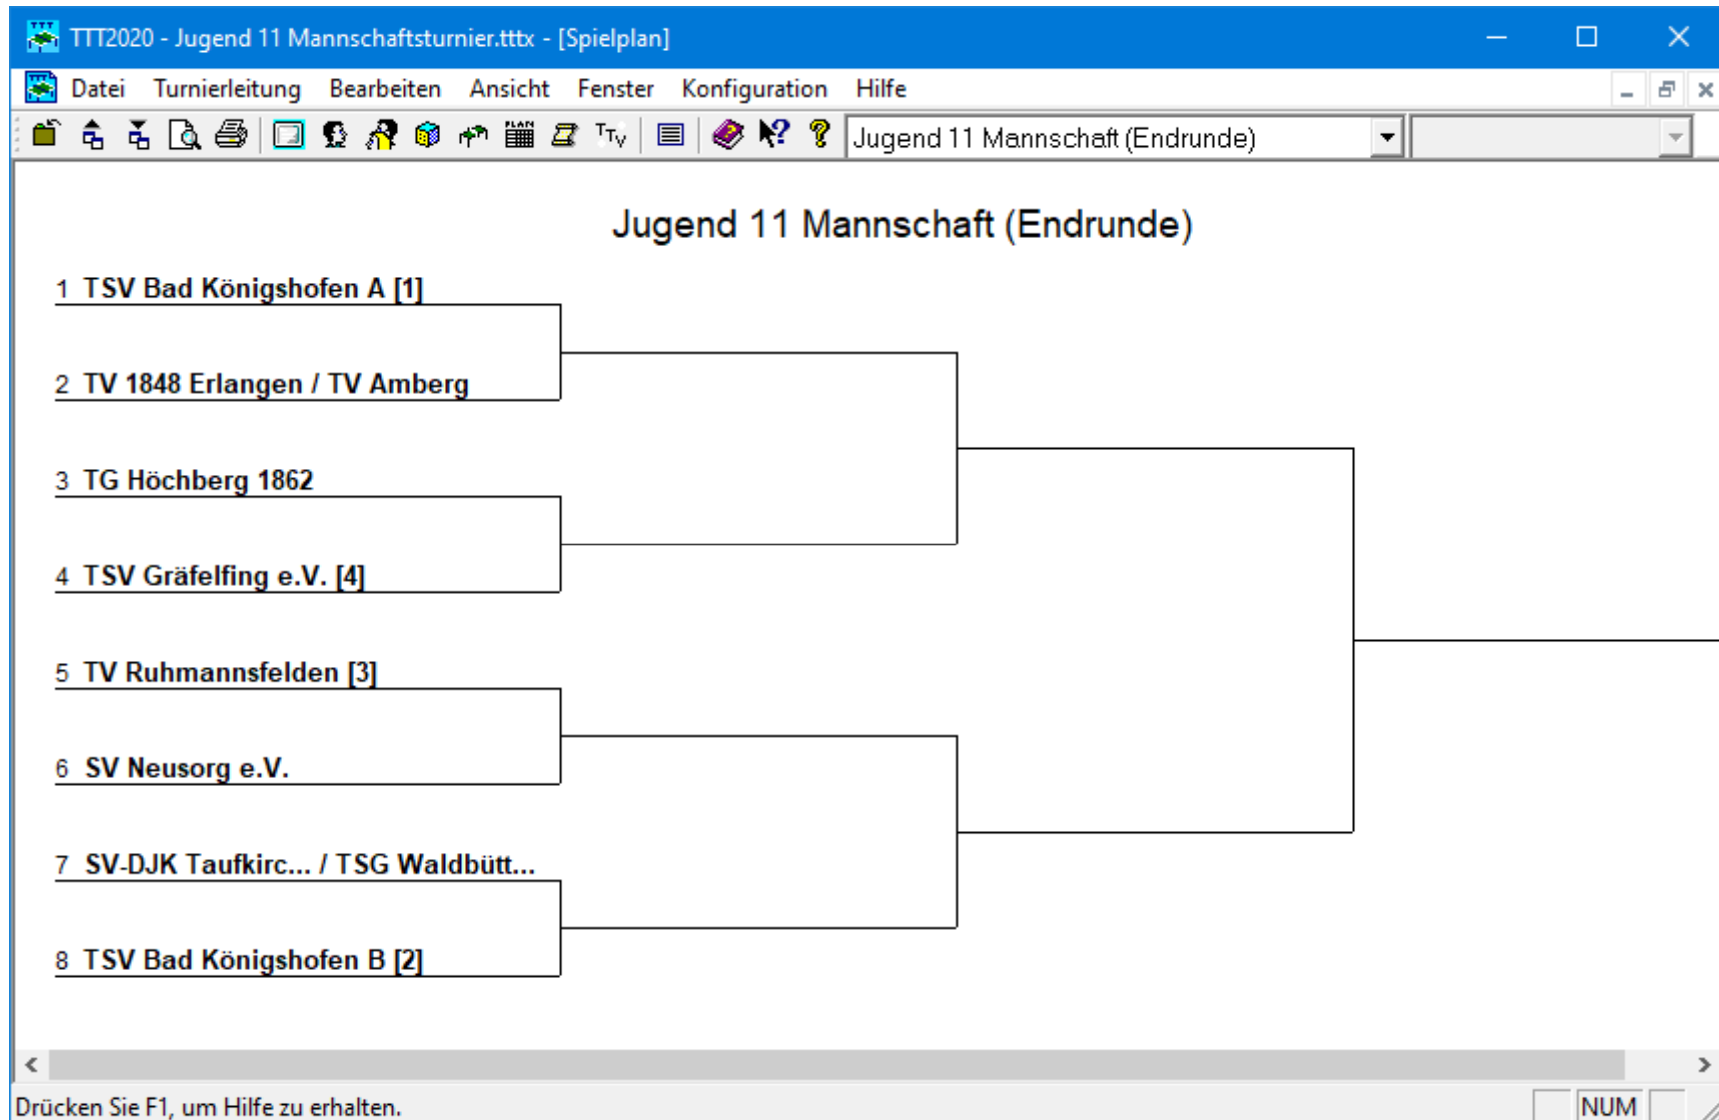 TTT2020 - Jugend 11 Mannschaftsturnier.tttx - [Spielplan]
Datei Turnierleitung Bearbeiten Ansicht Fenster Konfiguration Hilfe
PLAN TTV ? ? Jugend 11 Mannschaft (Endrunde)
Jugend 11 Mannschaft (Endrunde)
1 TSV Bad Königshofen A [1]
2 TV 1848 Erlangen / TV Amberg
3 TG Höchberg 1862
4 TSV Gräfelfing e.V. [4]
5 TV Ruhmannsfelden [3]
6 SV Neusorg e.V.
7 SV-DJK Taufkirc... / TSG Waldbütt...
8 TSV Bad Königshofen B [2]
Drücken Sie F1, um Hilfe zu erhalten.
NUM